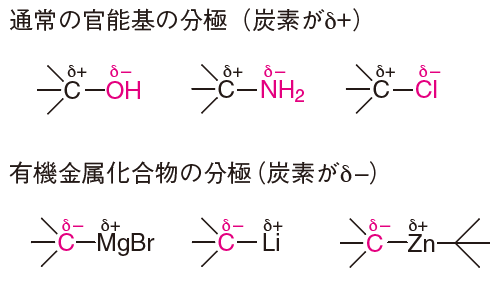 通常の官能基の分極（炭素がδ+）
δ+ δ− δ+ δ− δ+ δ−
C OH C NH2 C Cl
有機金属化合物の分極（炭素がδ−）
δ− δ+ δ− δ+ δ− δ+
C MgBr C Li C Zn